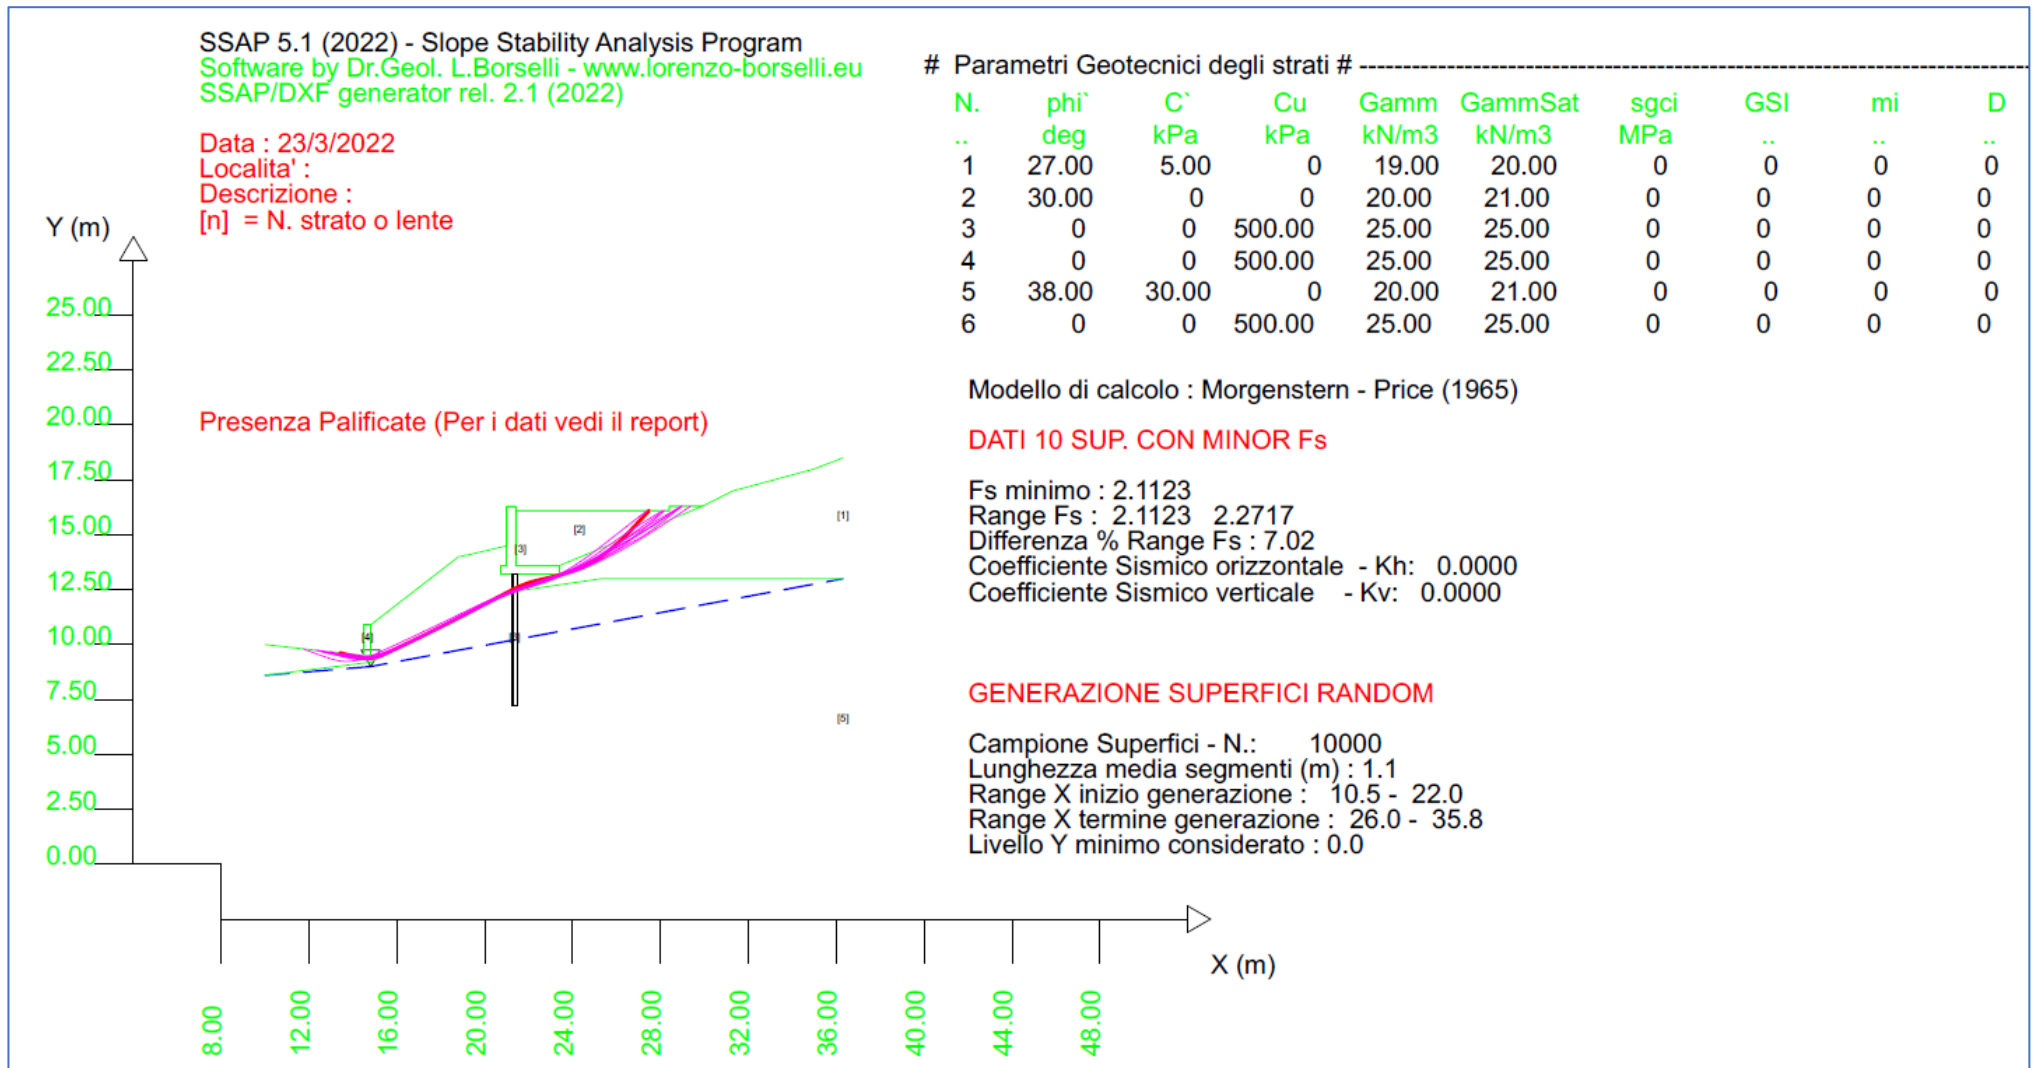 SSAP 5.1 (2022) - Slope Stability Analysis Program
Software by Dr.Geol. L.Borselli - www.lorenzo-borselli.eu
SSAP/DXF generator rel. 2.1 (2022)
Data : 23/3/2022
Localita' :
Descrizione :
[n] = N. strato o lente
Y (m)
25.00
22.50
20.00
17.50
15.00
12.50
10.00
7.50
5.00
2.50
0.00
Presenza Palificate (Per i dati vedi il report)
[1]
[2]
[3]
[4]
[5]
8.00
12.00
16.00
20.00
24.00
28.00
32.00
36.00
40.00
44.00
48.00
X (m)
# Parametri Geotecnici degli strati # ------------------------------------------------------------
N. phi` C` Cu Gamm GammSat sgci GSI mi D
.. deg kPa kPa kN/m3 kN/m3 MPa .. .. ..
1 27.00 5.00 0 19.00 20.00 0 0 0 0
2 30.00 0 0 20.00 21.00 0 0 0 0
3 0 0 500.00 25.00 25.00 0 0 0 0
4 0 0 500.00 25.00 25.00 0 0 0 0
5 38.00 30.00 0 20.00 21.00 0 0 0 0
6 0 0 500.00 25.00 25.00 0 0 0 0
Modello di calcolo : Morgenstern - Price (1965)
DATI 10 SUP. CON MINOR Fs
Fs minimo : 2.1123
Range Fs : 2.1123 2.2717
Differenza % Range Fs : 7.02
Coefficiente Sismico orizzontale - Kh: 0.0000
Coefficiente Sismico verticale - Kv: 0.0000
GENERAZIONE SUPERFICI RANDOM
Campione Superfici - N.: 10000
Lunghezza media segmenti (m) : 1.1
Range X inizio generazione : 10.5 - 22.0
Range X termine generazione : 26.0 - 35.8
Livello Y minimo considerato : 0.0